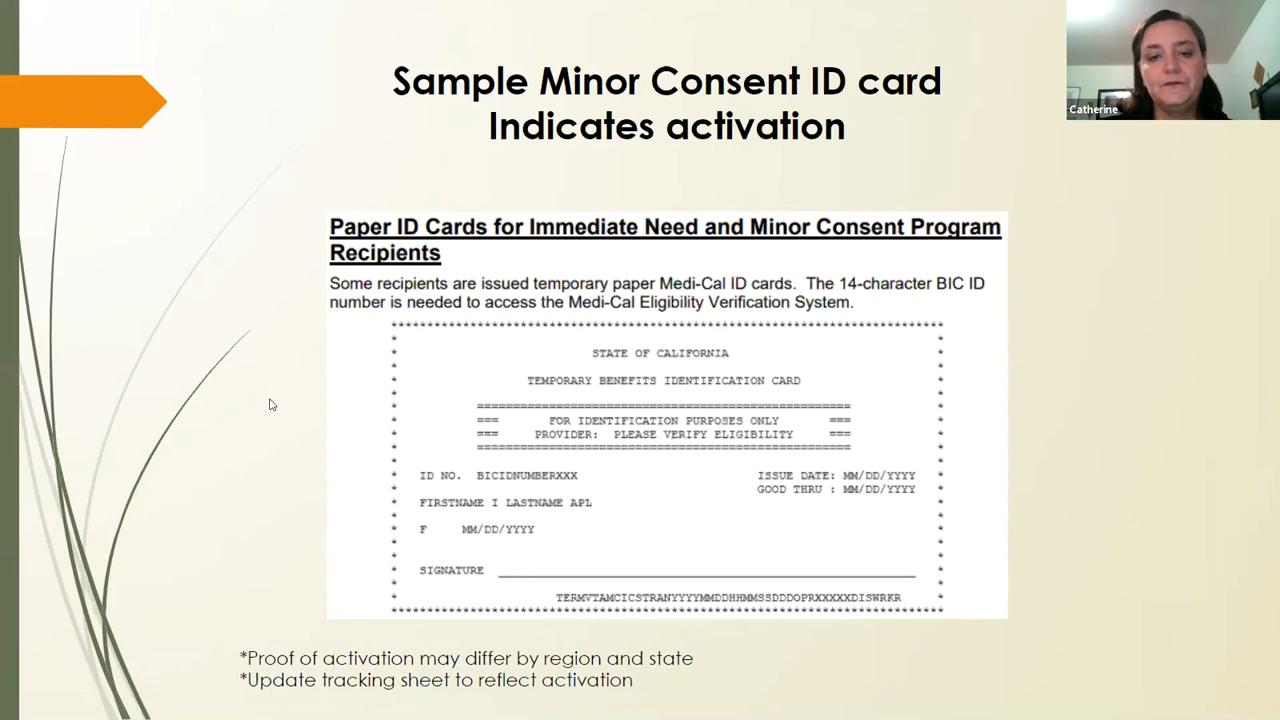 Sample Minor Consent ID card
Indicates activation
Catherine
Paper ID Cards for Immediate Need and Minor Consent Program
Recipients
Some recipients are issued temporary paper Medi-Cal ID cards. The 14-character BIC ID
number is needed to access the Medi-Cal Eligibility Verification System.
STATE OF CALIFORNIA
TEMPORARY BENEFITS IDENTIFICATION CARD
=== FOR IDENTIFICATION PURPOSES ONLY ===
=== PROVIDER: PLEASE VERIFY ELIGIBILITY ===
ID NO. BICIDNUMBERXXX ISSUE DATE: MM/DD/YYYY
GOOD THRU : MM/DD/YYYY
FIRSTNAME I LASTNAME APL
F MM/DD/YYYY
SIGNATURE
TERMVTAMCICSTRANYYYYMMDDHHMMSSDDDOPRXXXXXDISWRKR
*Proof of activation may differ by region and state
*Update tracking sheet to reflect activation